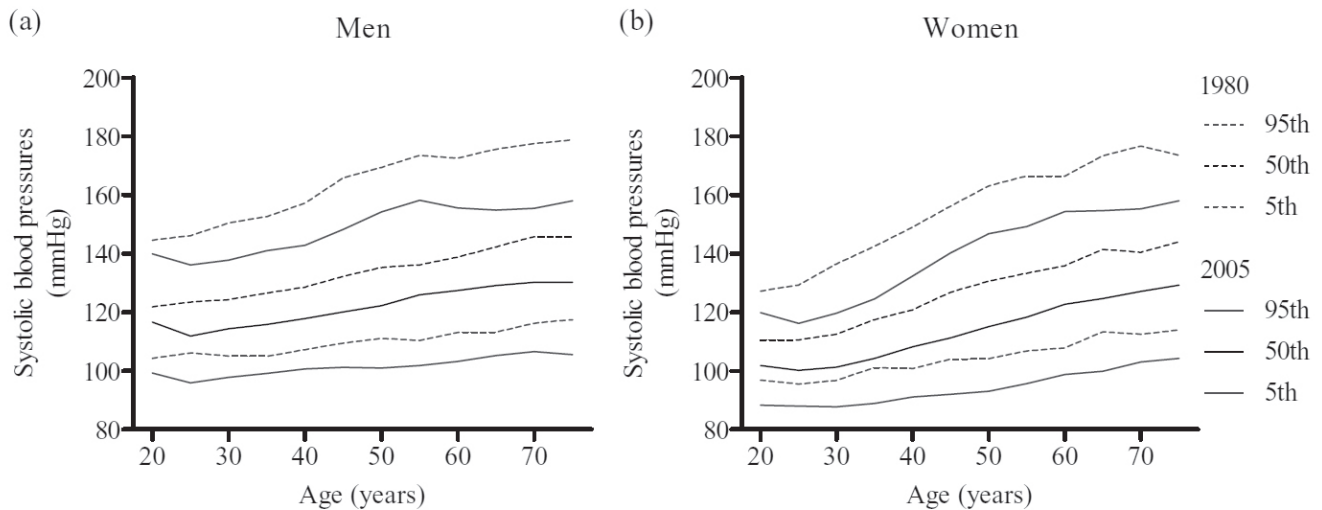 (a)
Men
Systolic blood pressures
(mmHg)
200
180
160
140
120
100
80
20 30 40 50 60 70
Age (years)
(b)
Women
Systolic blood pressures
(mmHg)
200
180
160
140
120
100
80
20 30 40 50 60 70
Age (years)
1980
95th
50th
5th
2005
95th
50th
5th